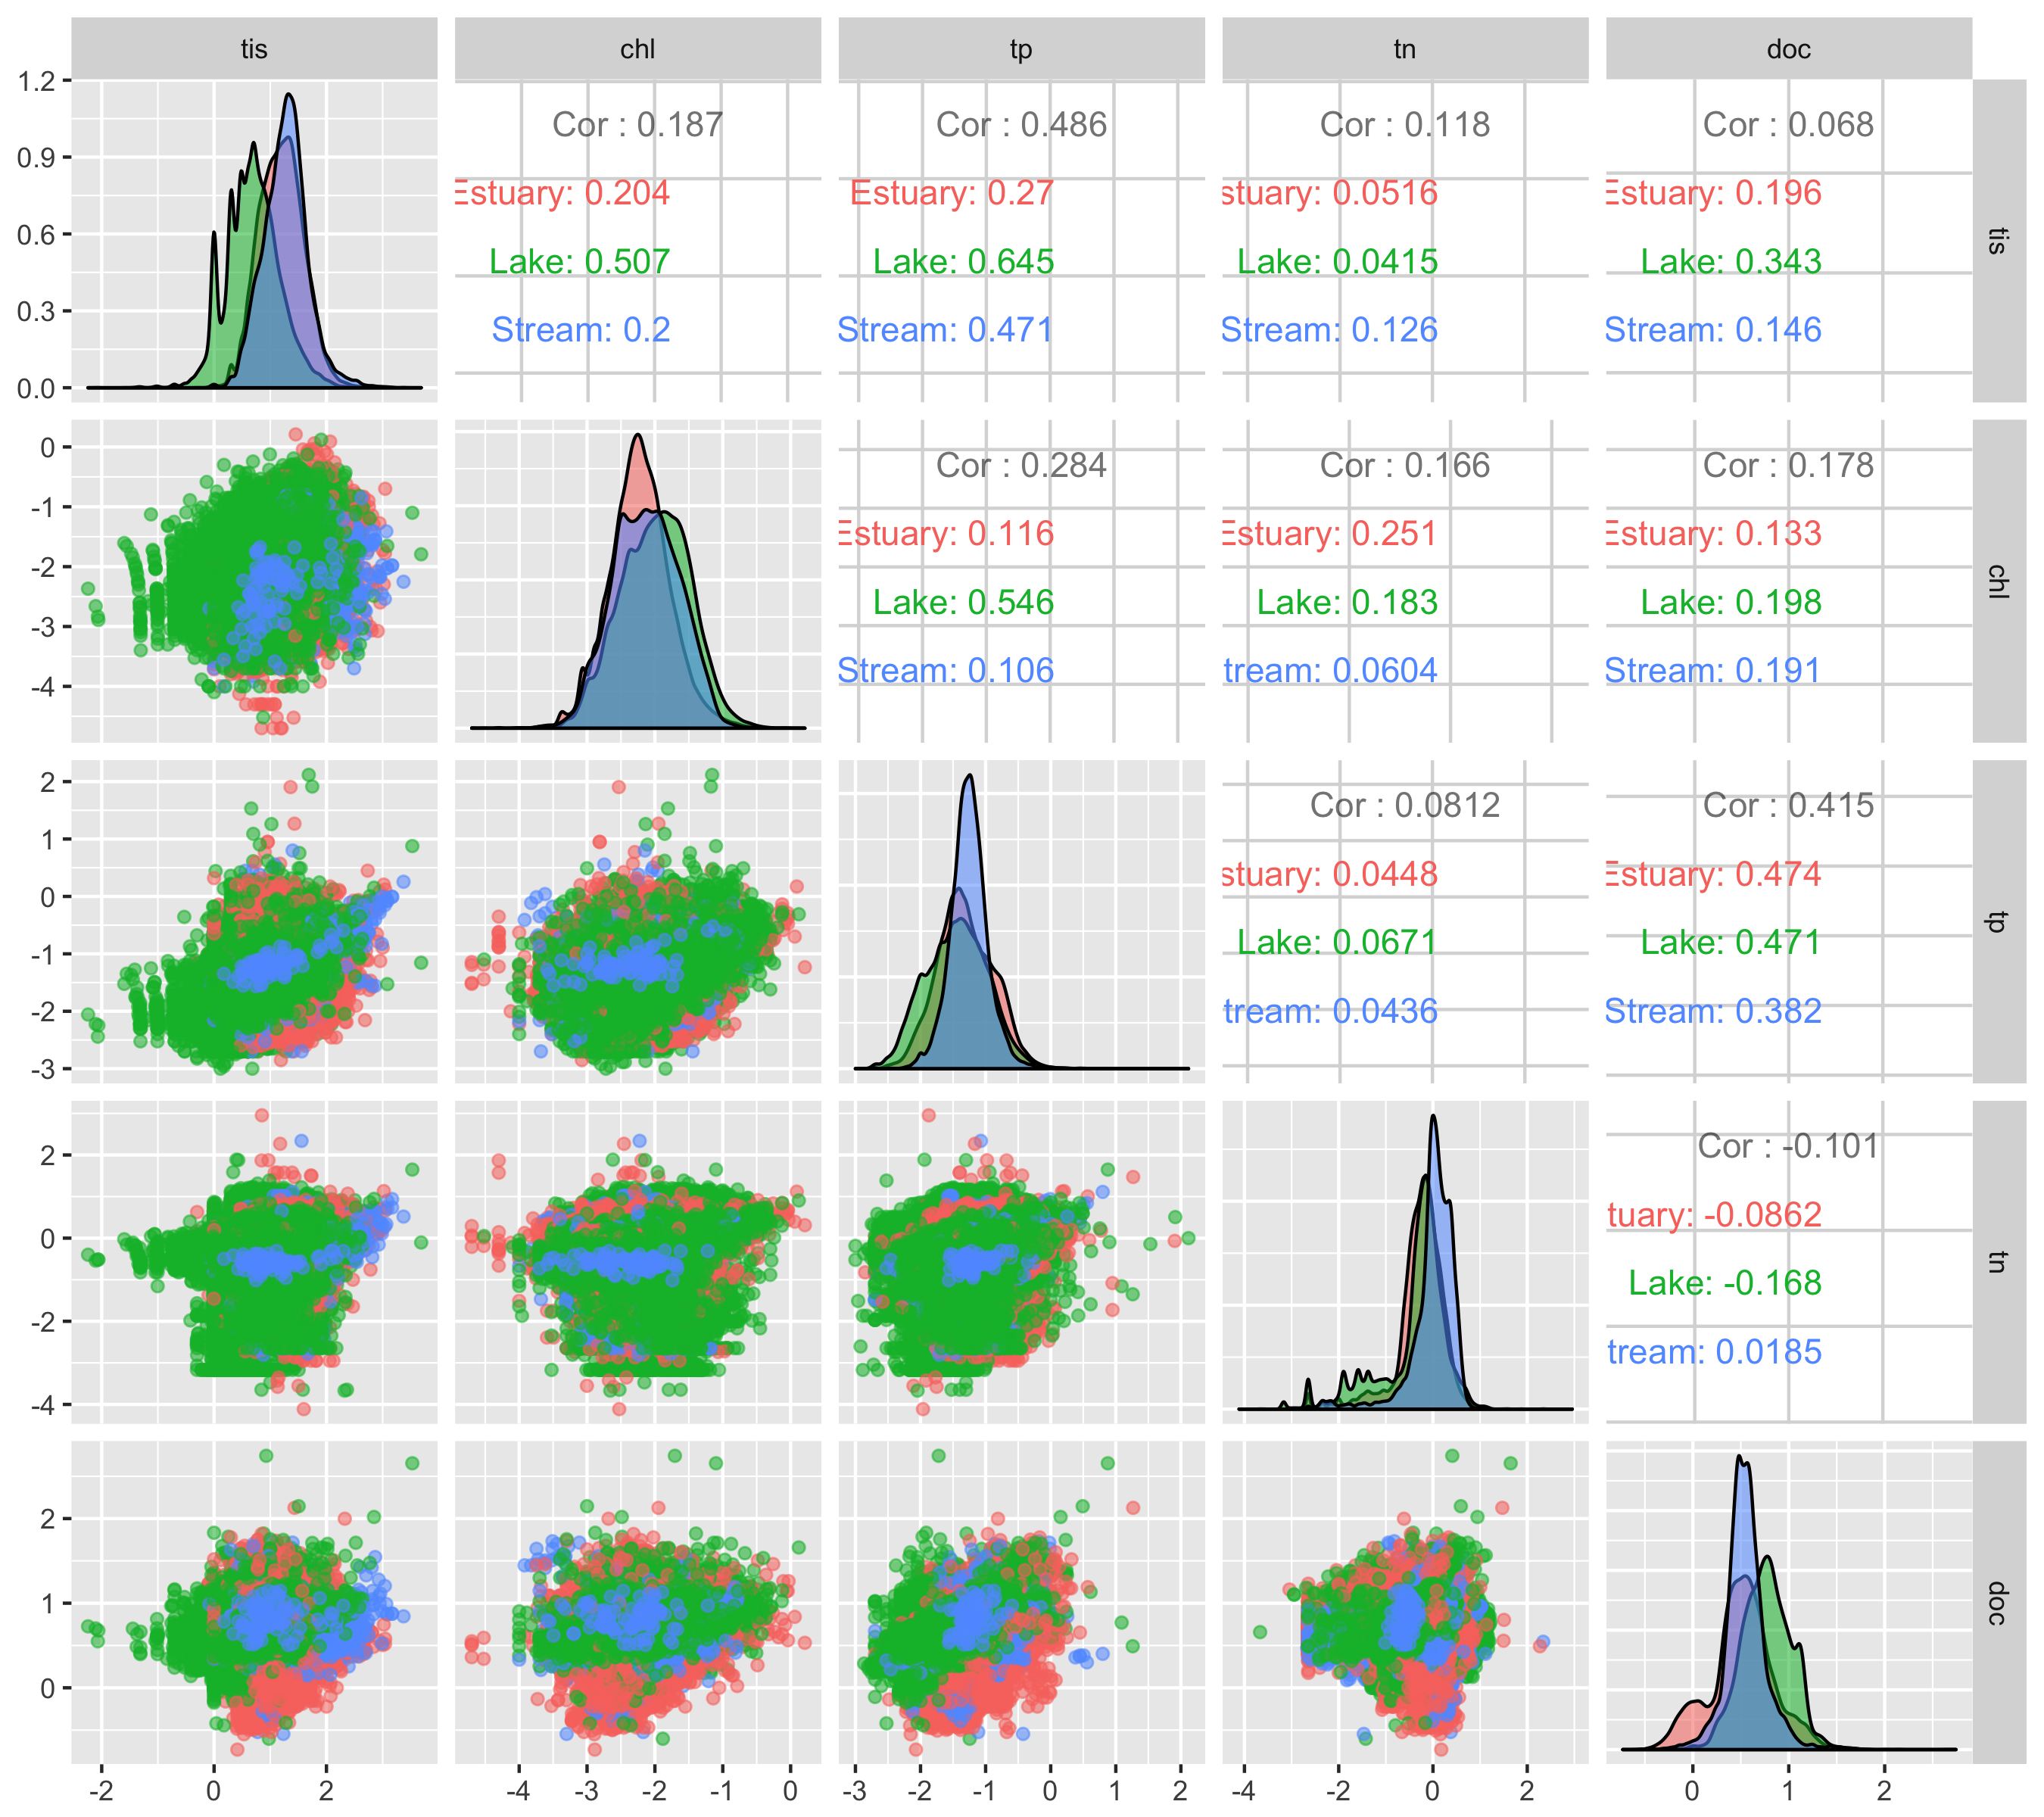 tis chl tp tn doc
1.2
0.9
0.6
0.3
0.0
Cor : 0.187
Estuary: 0.204
Lake: 0.507
Stream: 0.2
Cor : 0.486
Estuary: 0.27
Lake: 0.645
Stream: 0.471
Cor : 0.118
stuary: 0.0516
Lake: 0.0415
Stream: 0.126
Cor : 0.068
Estuary: 0.196
Lake: 0.343
Stream: 0.146
tis
0
-1
-2
-3
-4
Cor : 0.284
Estuary: 0.116
Lake: 0.546
Stream: 0.106
Cor : 0.166
Estuary: 0.251
Lake: 0.183
tream: 0.0604
Cor : 0.178
Estuary: 0.133
Lake: 0.198
Stream: 0.191
chl
2
1
0
-1
-2
-3
Cor : 0.0812
stuary: 0.0448
Lake: 0.0671
tream: 0.0436
Cor : 0.415
Estuary: 0.474
Lake: 0.471
Stream: 0.382
tp
2
0
-2
-4
Cor : -0.101
tuary: -0.0862
Lake: -0.168
tream: 0.0185
tn
2
1
0
doc
-2 0 2 -4 -3 -2 -1 0 -3 -2 -1 0 1 2 -4 -2 0 2 0 1 2